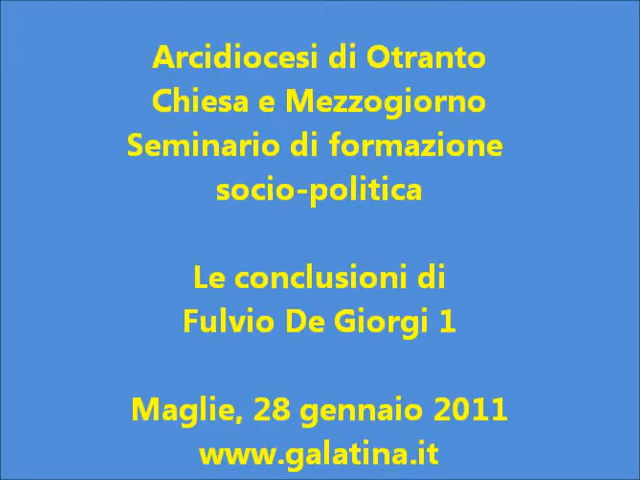 Arcidiocesi di Otranto
Chiesa e Mezzogiorno
Seminario di formazione
socio-politica
Le conclusioni di
Fulvio De Giorgi 1
Maglie, 28 gennaio 2011
www.galatina.it